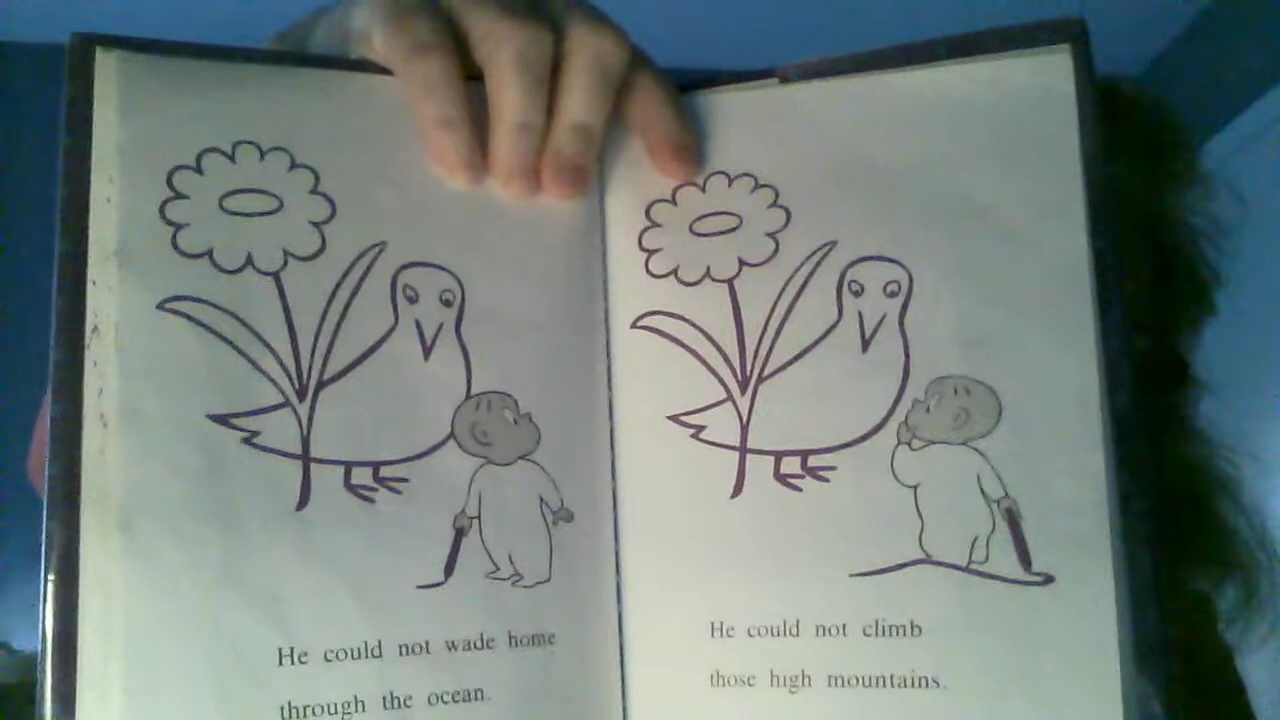 He could not wade home
through the ocean.
He could not climb
those high mountains.